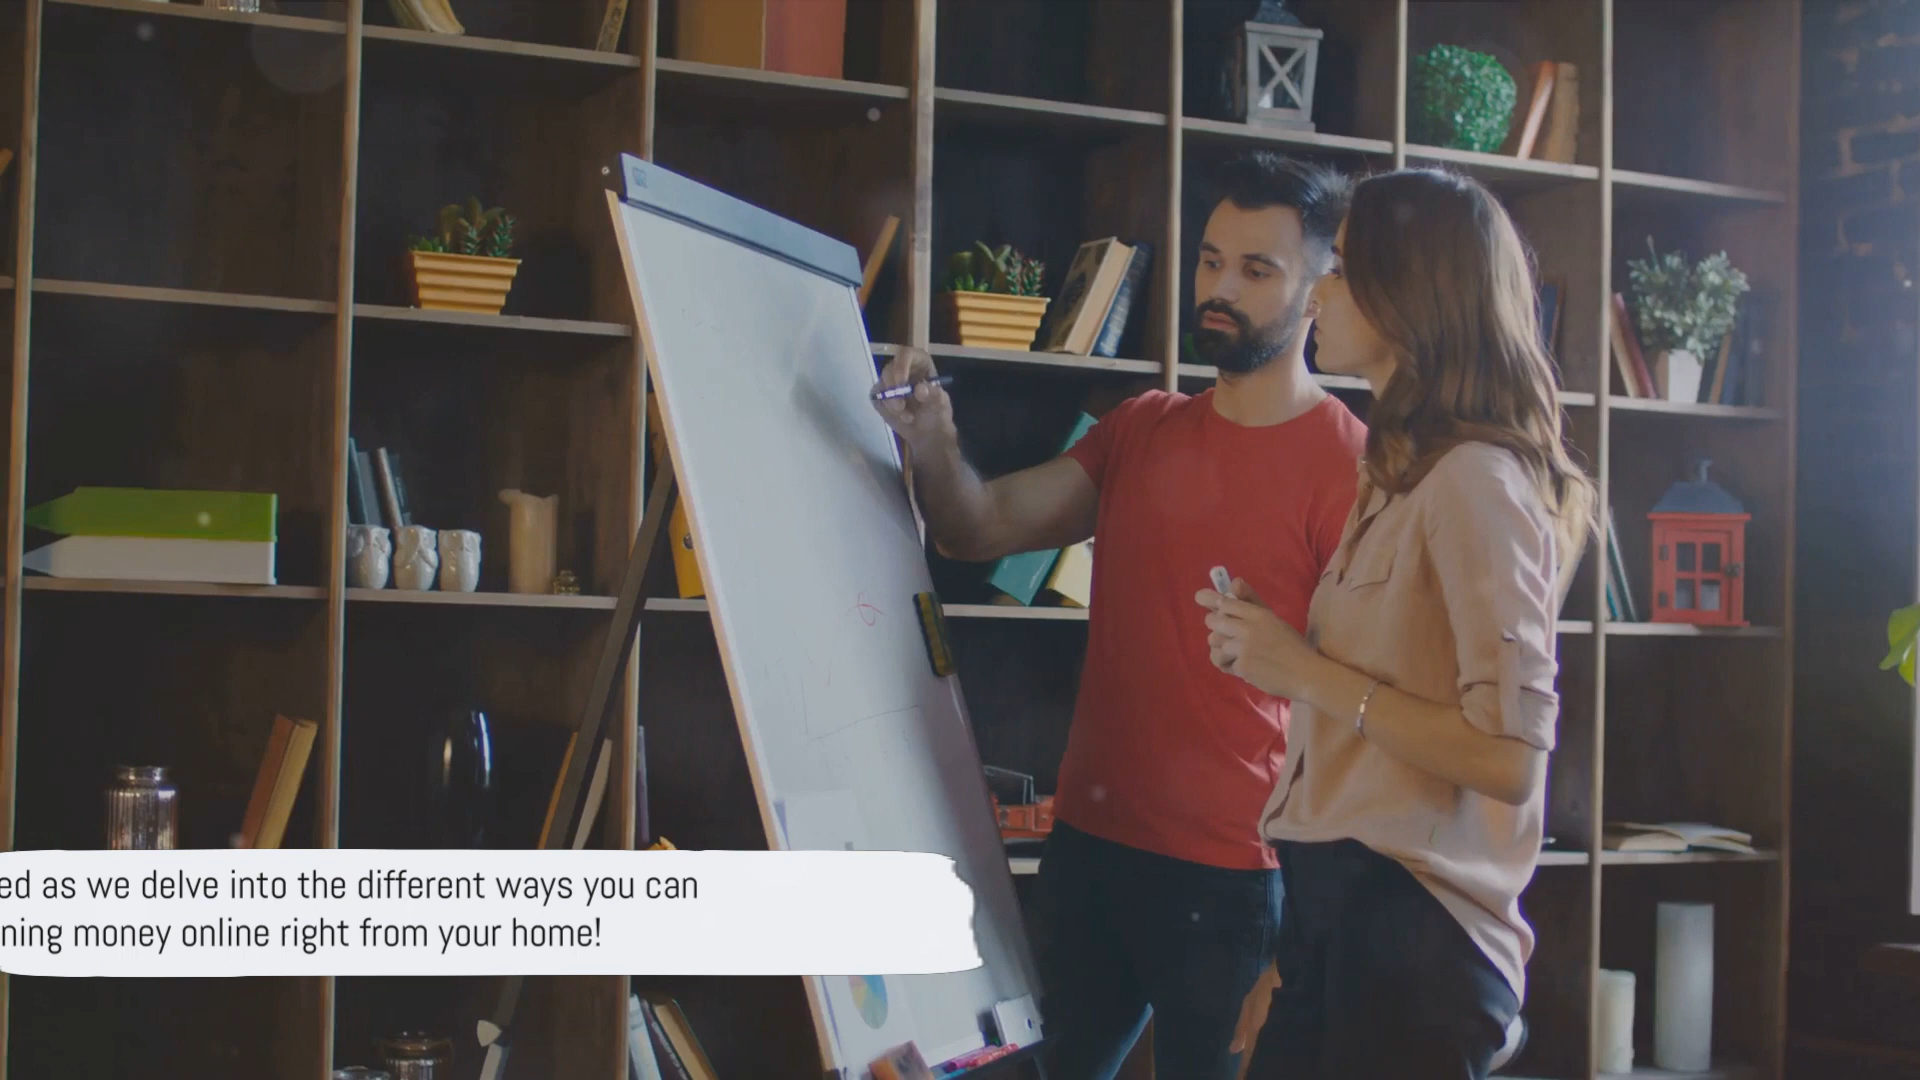 ed as we delve into the different ways you can
ning money online right from your home!